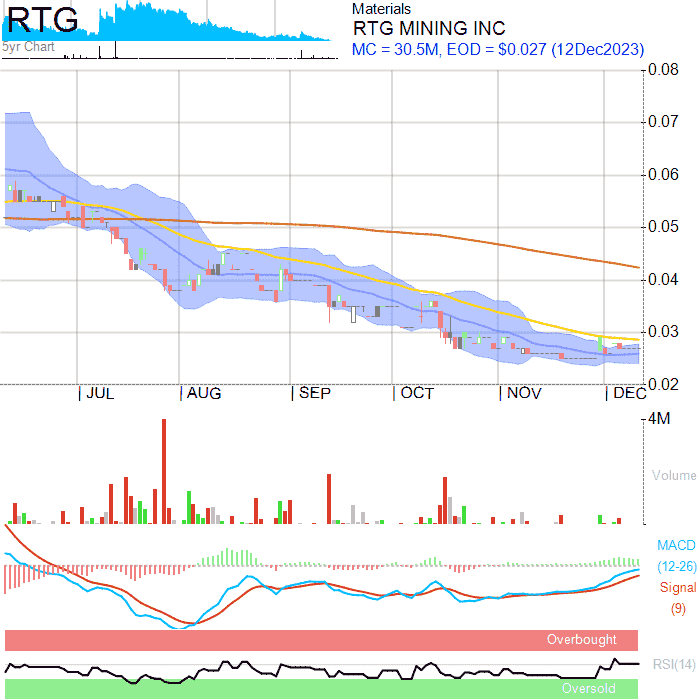 RTG
5yr Chart
Materials
RTG MINING INC
MC = 30.5M, EOD = $0.027 (12Dec2023)
0.08
0.07
0.06
0.05
0.04
0.03
0.02
JUL AUG SEP OCT NOV DEC
4M
Volume
MACD
(12-26)
Signal
(9)
Overbought
RSI(14)
Oversold